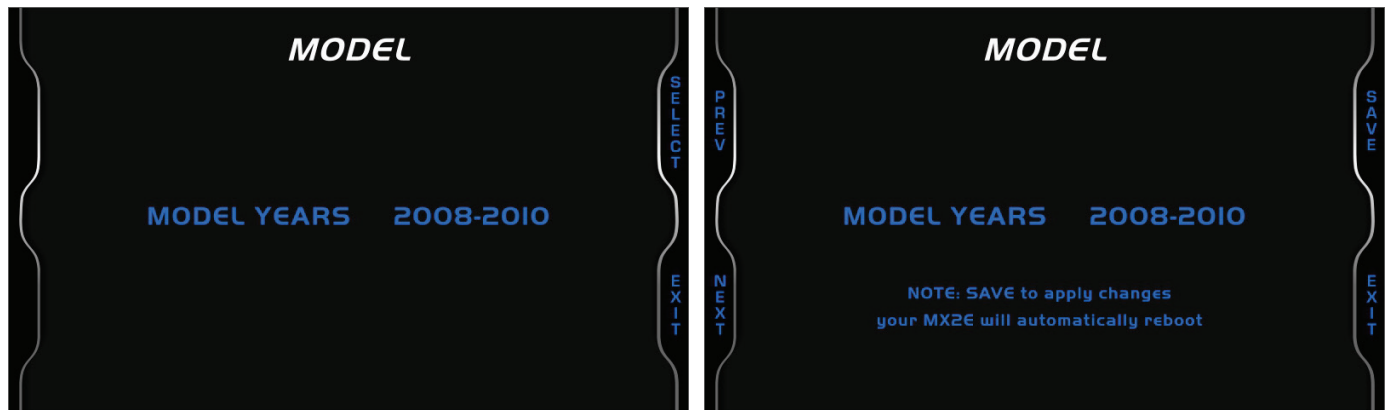 MODEL
SELECT
MODEL YEARS 2008-2010
EXIT
MODEL
PREV
SAVE
MODEL YEARS 2008-2010
NEXT
NOTE: SAVE to apply changes
your MX2E will automatically reboot
EXIT